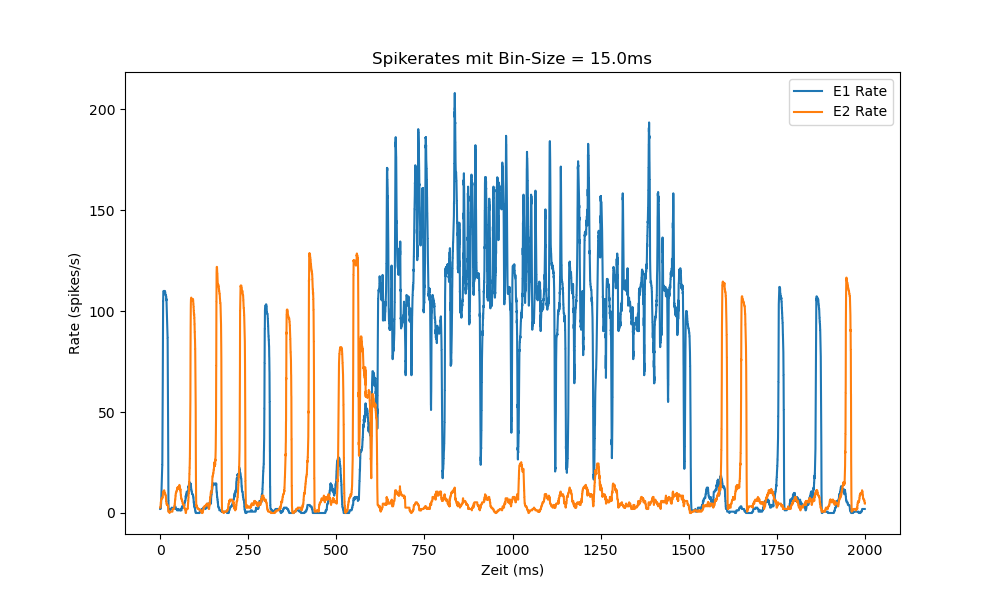 Spikerates mit Bin-Size = 15.0ms
E1 Rate
E2 Rate
Rate (spikes/s)
200
150
100
50
0
0 250 500 750 1000 1250 1500 1750 2000
Zeit (ms)